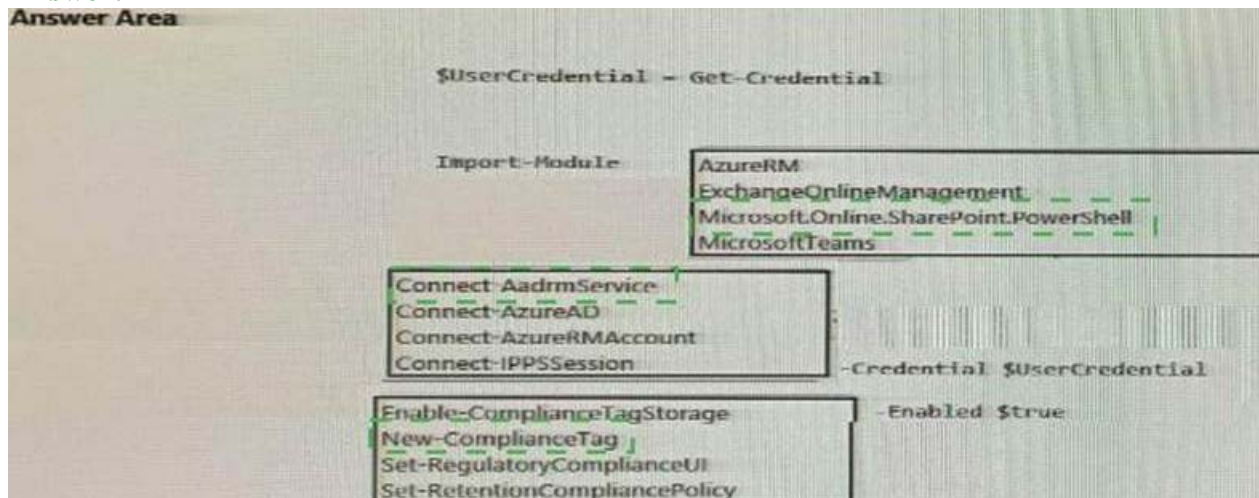 Answer Area
$UserCredential = Get-Credential
Import-Module
AzureRM
ExchangeOnlineManagement
Microsoft.Online.SharePoint.PowerShell
MicrosoftTeams
Connect-AadrmService
Connect-AzureAD
Connect-AzureRMAccount
Connect-IPPSSession
-Credential $UserCredential
Enable-ComplianceTagStorage
-Enabled $true
New-ComplianceTag
Set-RegulatoryComplianceUI
Set-RetentionCompliancePolicy